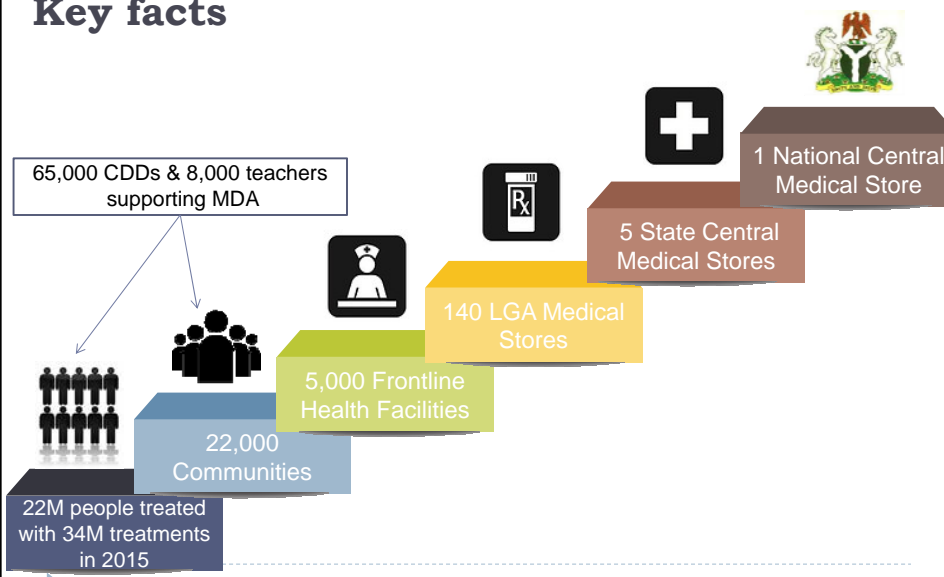 Key facts
65,000 CDDs & 8,000 teachers
supporting MDA
1 National Central
Medical Store
5 State Central
Medical Stores
140 LGA Medical
Stores
5,000 Frontline
Health Facilities
22,000
Communities
22M people treated
with 34M treatments
in 2015